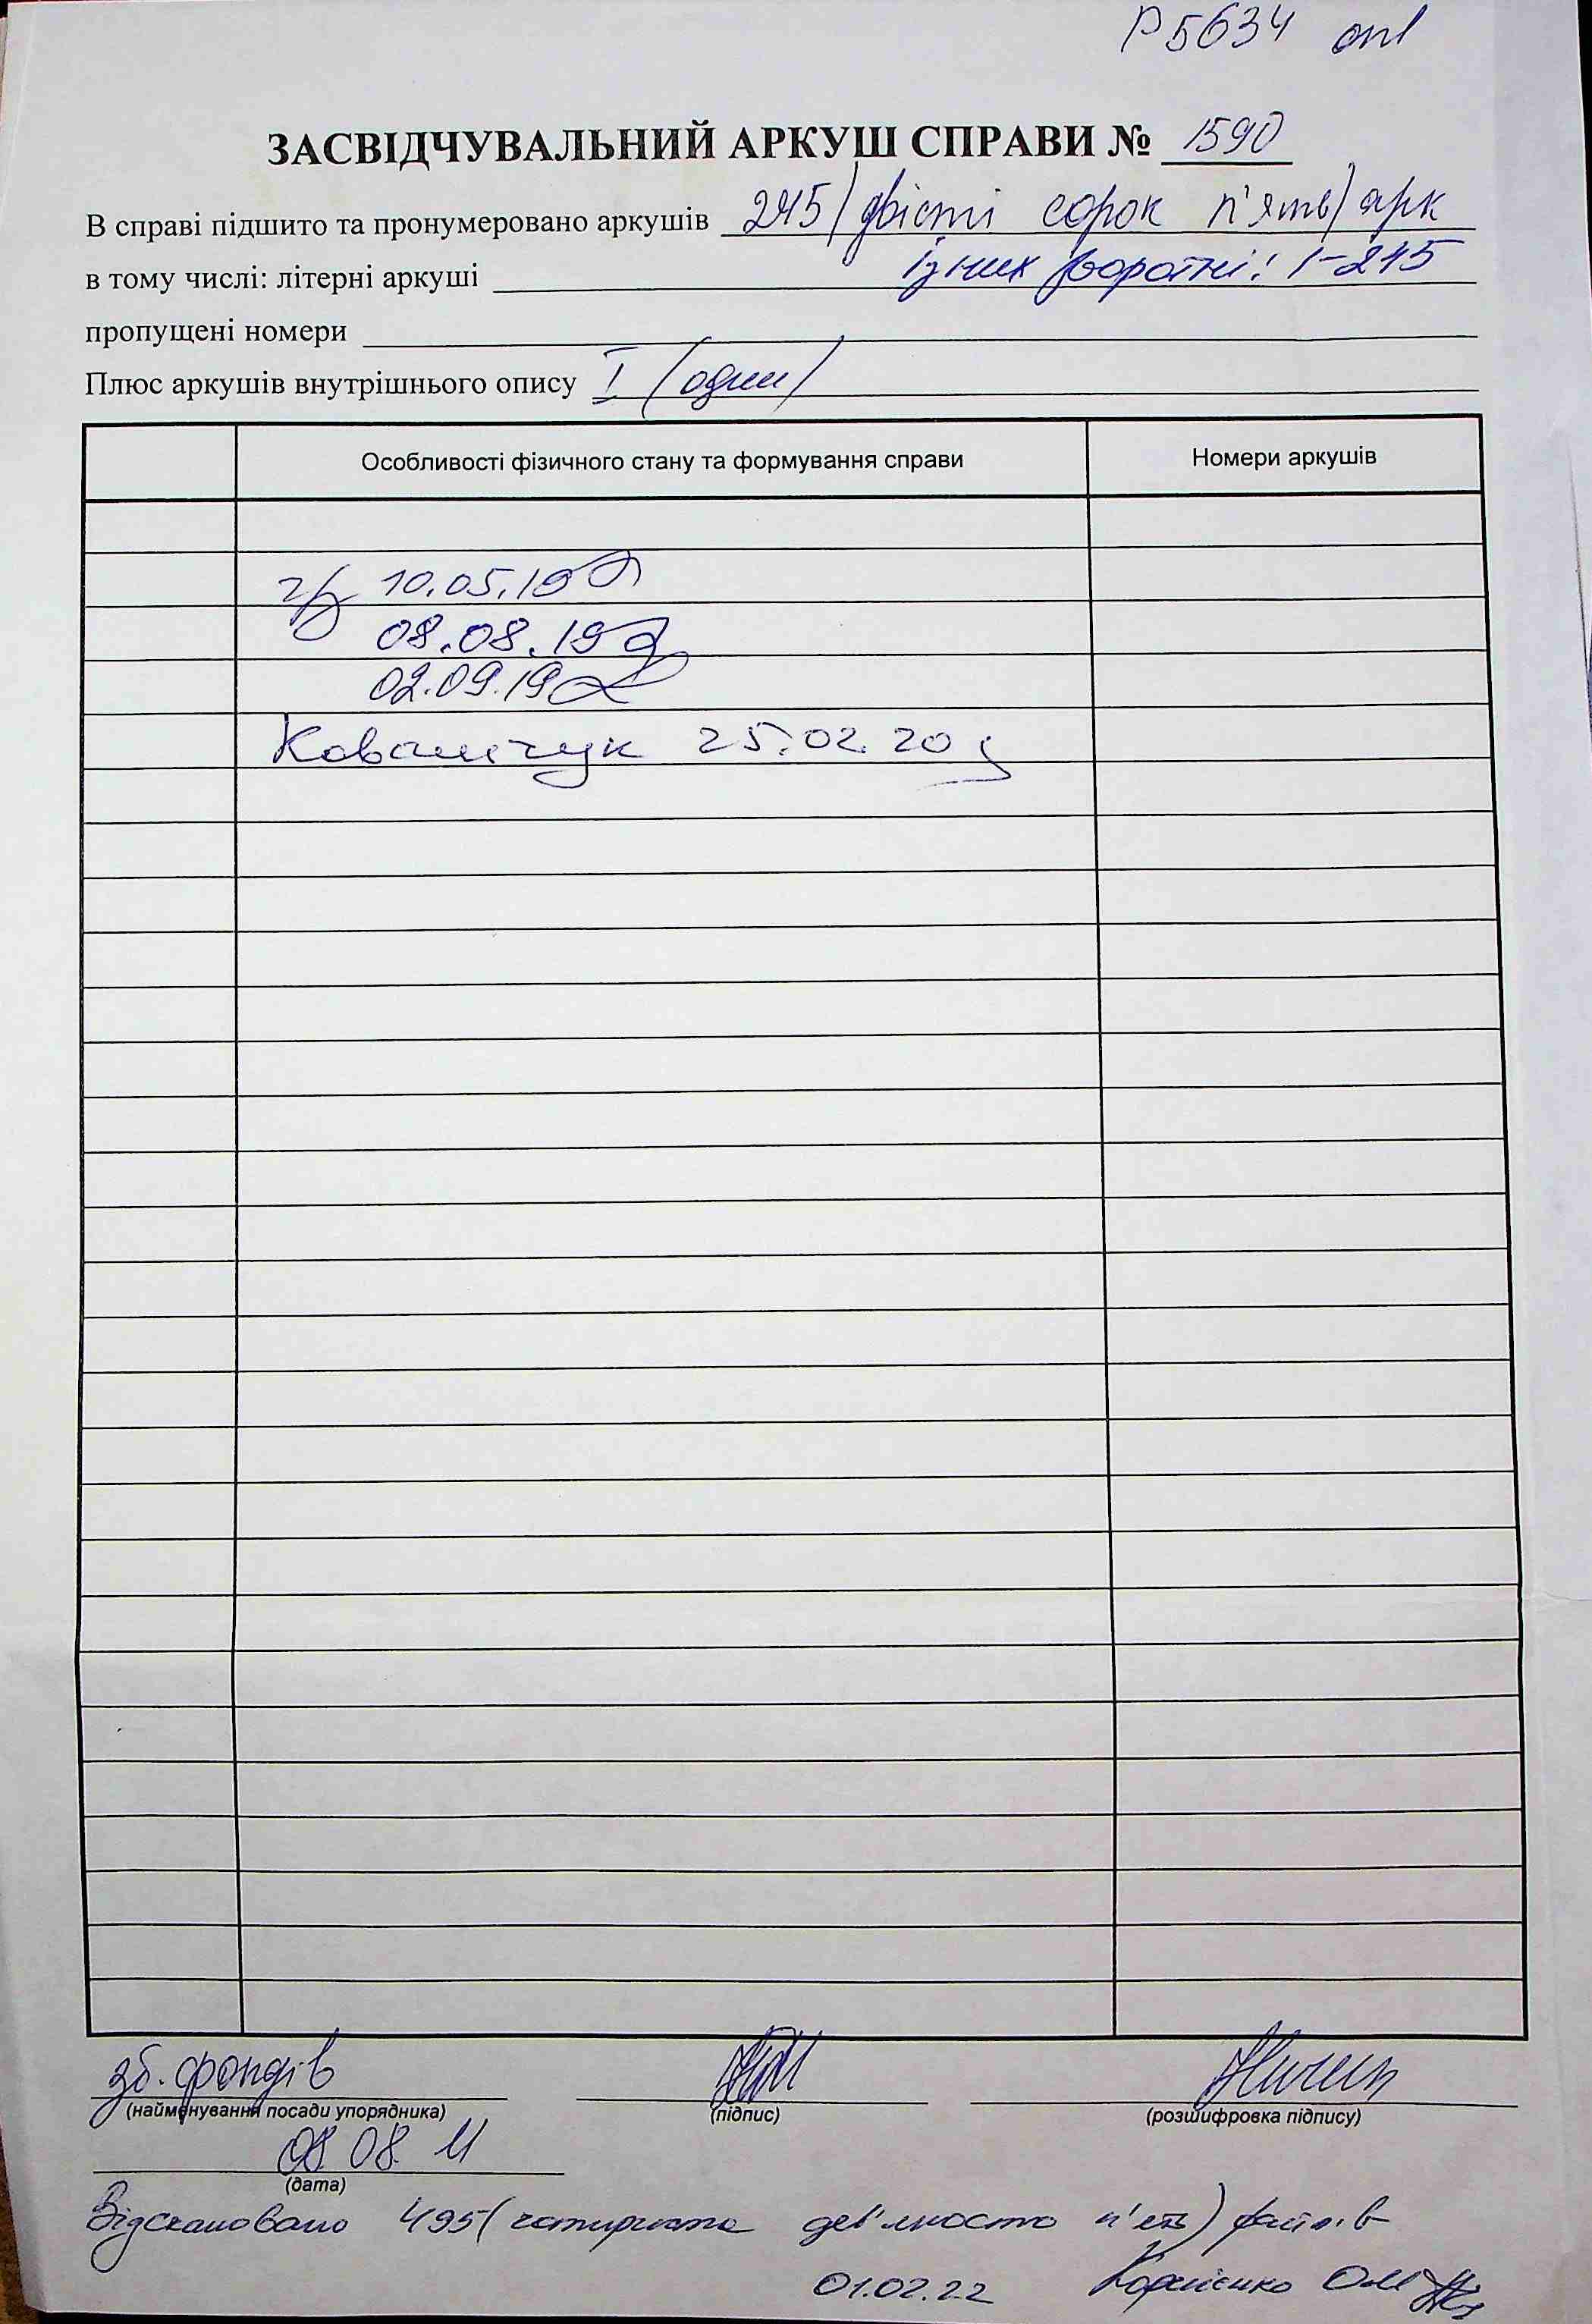 Р5634 оп1
ЗАСВІДЧУВАЛЬНИЙ АРКУШ СПРАВИ № 1590
В справі підшито та пронумеровано аркушів 245/двісті сорок п'ять/арк
в тому числі: літерні аркуші із них зворотні: 1-245
пропущені номери
Плюс аркушів внутрішнього опису I (один)
Особливості фізичного стану та формування справи Номери аркушів
10.05.19
08.08.19
02.09.19
Ковальчук 25.02.20
зб. фондів
(найменування посади упорядника) (підпис) (розшифровка підпису)
08 08 11
(дата)
Відскановано 495 (чотириста дев'яносто п'ять) файлів
01.02.22 Корнієнко ОМ